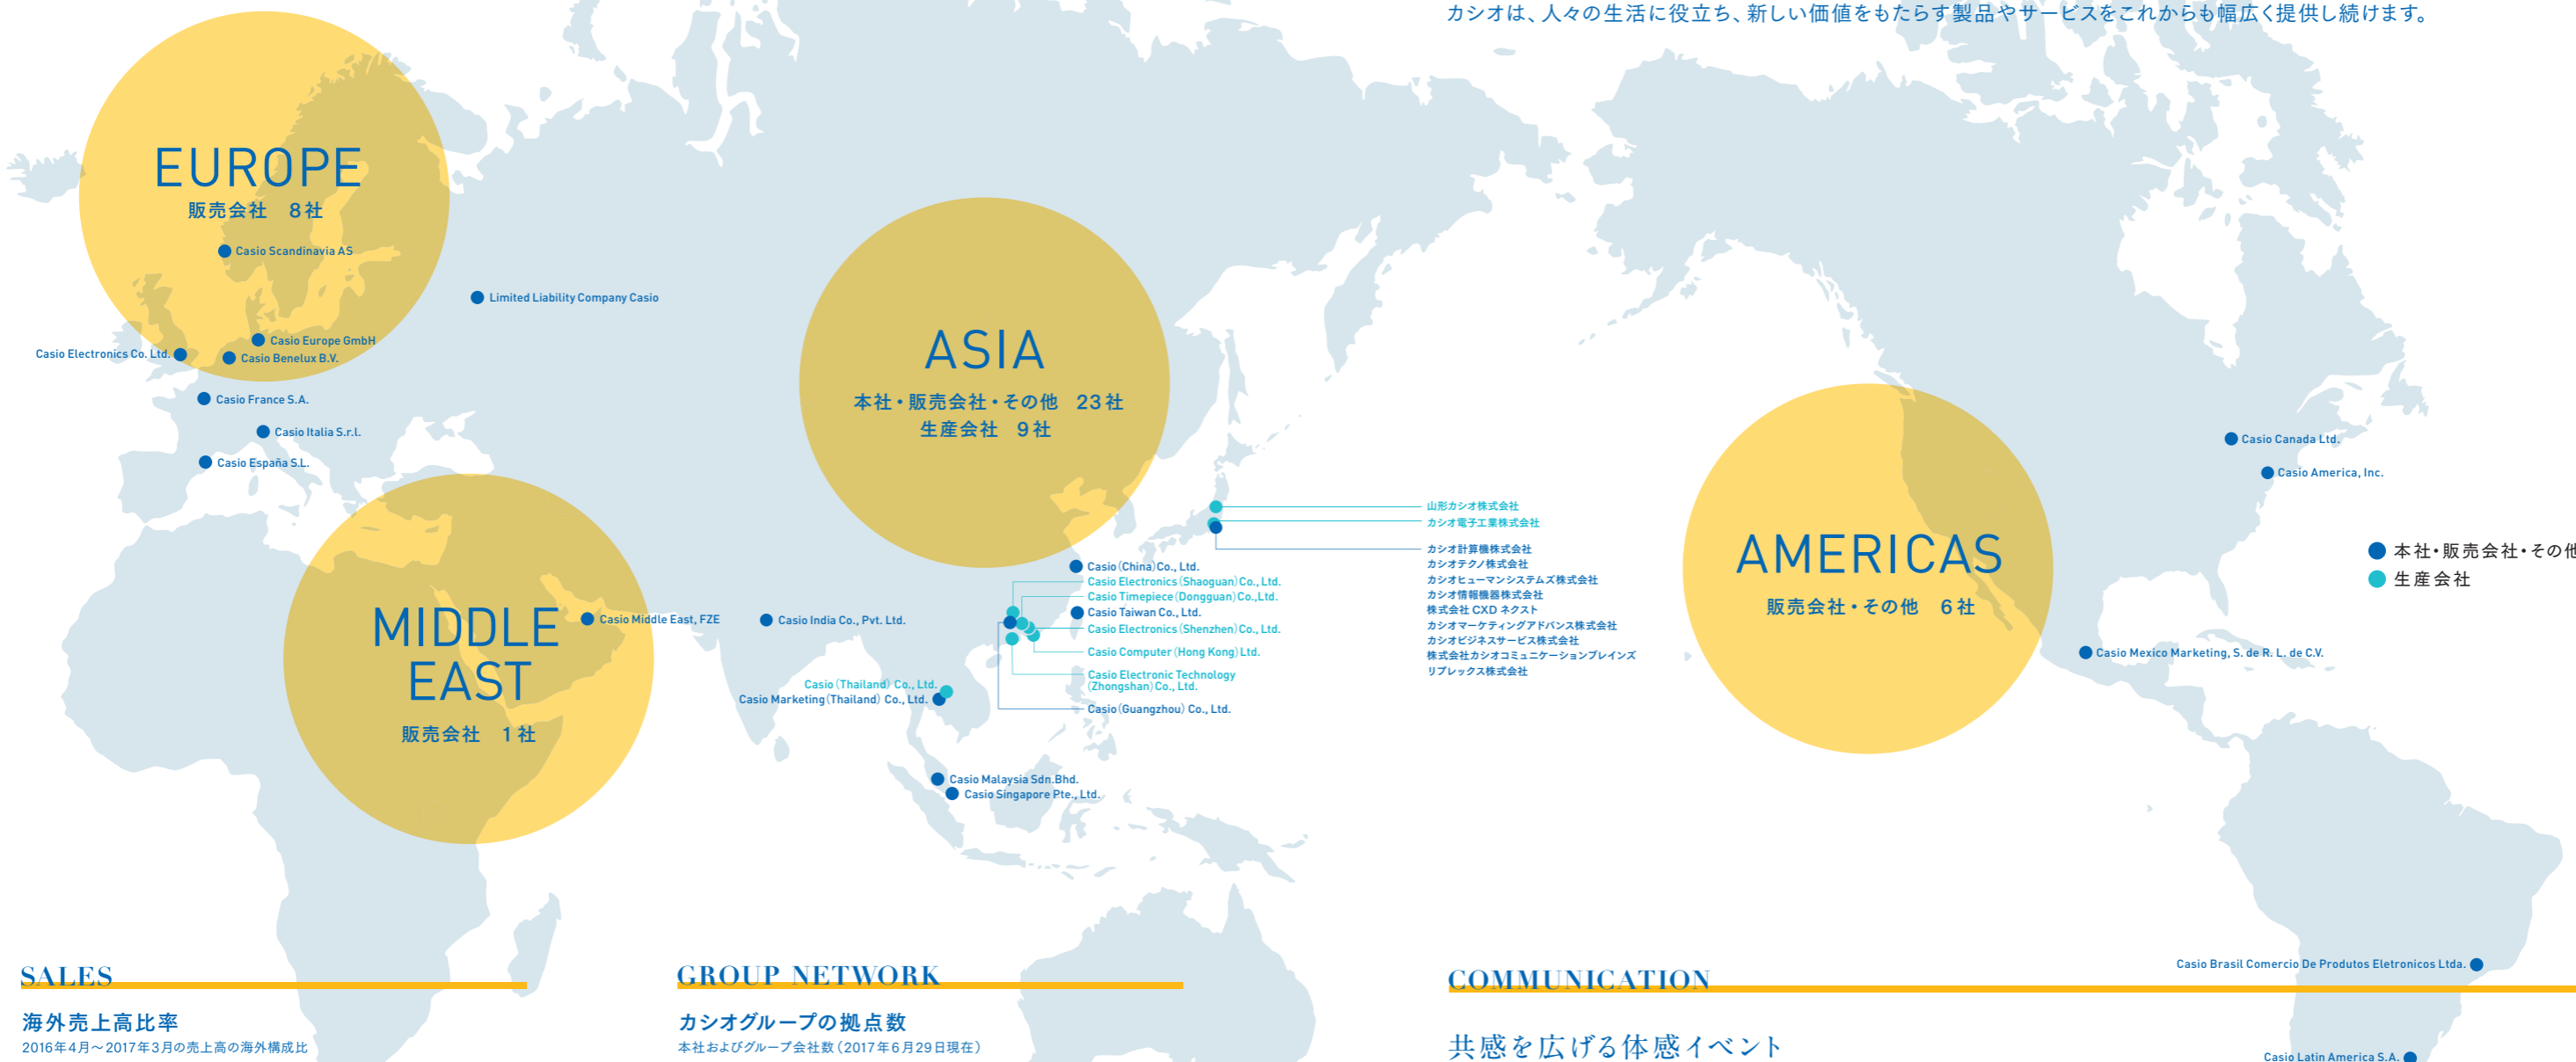 カシオは、人々の生活に役立ち、新しい価値をもたらす製品やサービスをこれからも幅広く提供し続けます。
EUROPE
販売会社 8社
Casio Scandinavia AS
Limited Liability Company Casio
Casio Europe GmbH
Casio Electronics Co. Ltd.
Casio Benelux B.V.
Casio France S.A.
Casio Italia S.r.l.
Casio España S.L.
MIDDLE
EAST
販売会社 1社
Casio Middle East, FZE
ASIA
本社・販売会社・その他 23社
生産会社 9社
Casio India Co., Pvt. Ltd.
Casio (Thailand) Co., Ltd.
Casio Marketing (Thailand) Co., Ltd.
Casio Malaysia Sdn.Bhd.
Casio Singapore Pte., Ltd.
Casio (China) Co., Ltd.
Casio Electronics (Shaoguan) Co., Ltd.
Casio Timepiece (Dongguan) Co.,Ltd.
Casio Taiwan Co., Ltd.
Casio Electronics (Shenzhen) Co., Ltd.
Casio Computer (Hong Kong) Ltd.
Casio Electronic Technology
(Zhongshan) Co., Ltd.
Casio (Guangzhou) Co., Ltd.
山形カシオ株式会社
カシオ電子工業株式会社
カシオ計算機株式会社
カシオテクノ株式会社
カシオヒューマンシステムズ株式会社
カシオ情報機器株式会社
株式会社 CXD ネクスト
カシオマーケティングアドバンス株式会社
カシオビジネスサービス株式会社
株式会社カシオコミュニケーションブレインズ
リプレックス株式会社
AMERICAS
販売会社・その他 6社
Casio Canada Ltd.
Casio America, Inc.
本社・販売会社・その他
生産会社
Casio Mexico Marketing, S. de R. L. de C.V.
Casio Brasil Comercio De Produtos Eletronicos Ltda.
Casio Latin America S.A.
SALES
海外売上高比率
2016年4月～2017年3月の売上高の海外構成比
GROUP NETWORK
カシオグループの拠点数
本社およびグループ会社数(2017年6月29日現在)
COMMUNICATION
共感を広げる体感イベント